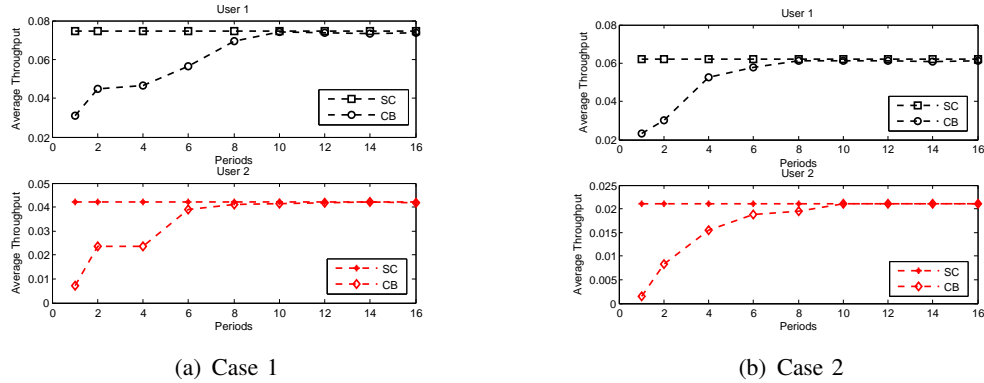 User 1
0.08
0.06
0.04
0.02
Average Throughput
SC
CB
2 4 6 8 10 12 14 16
Periods
User 2
0.05
0.04
0.03
0.02
0.01
0
Average Throughput
SC
CB
0 2 4 6 8 10 12 14 16
Periods
(a) Case 1
User 1
0.08
0.06
0.04
0.02
Average Throughput
SC
CB
0 2 4 6 8 10 12 14 16
Periods
User 2
0.025
0.02
0.015
0.01
0.005
0
Average Throughput
SC
CB
0 2 4 6 8 10 12 14 16
Periods
(b) Case 2